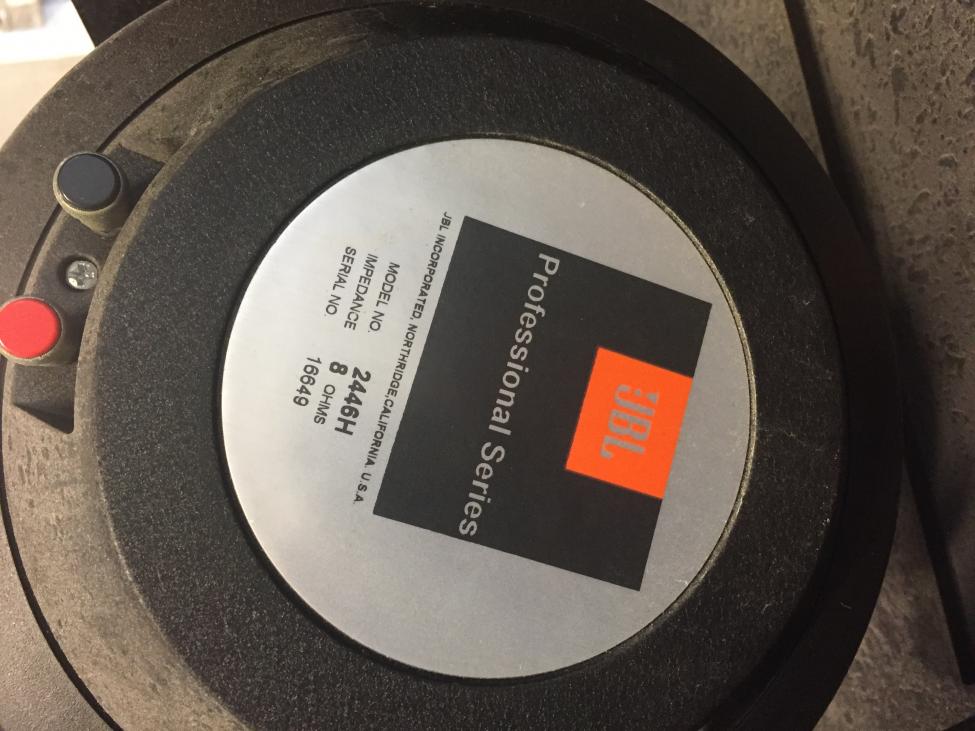 JBL
Professional Series
JBL INCORPORATED, NORTHRIDGE, CALIFORNIA, U.S.A.
MODEL NO. 2446H
IMPEDANCE 8 OHMS
SERIAL NO. 16649